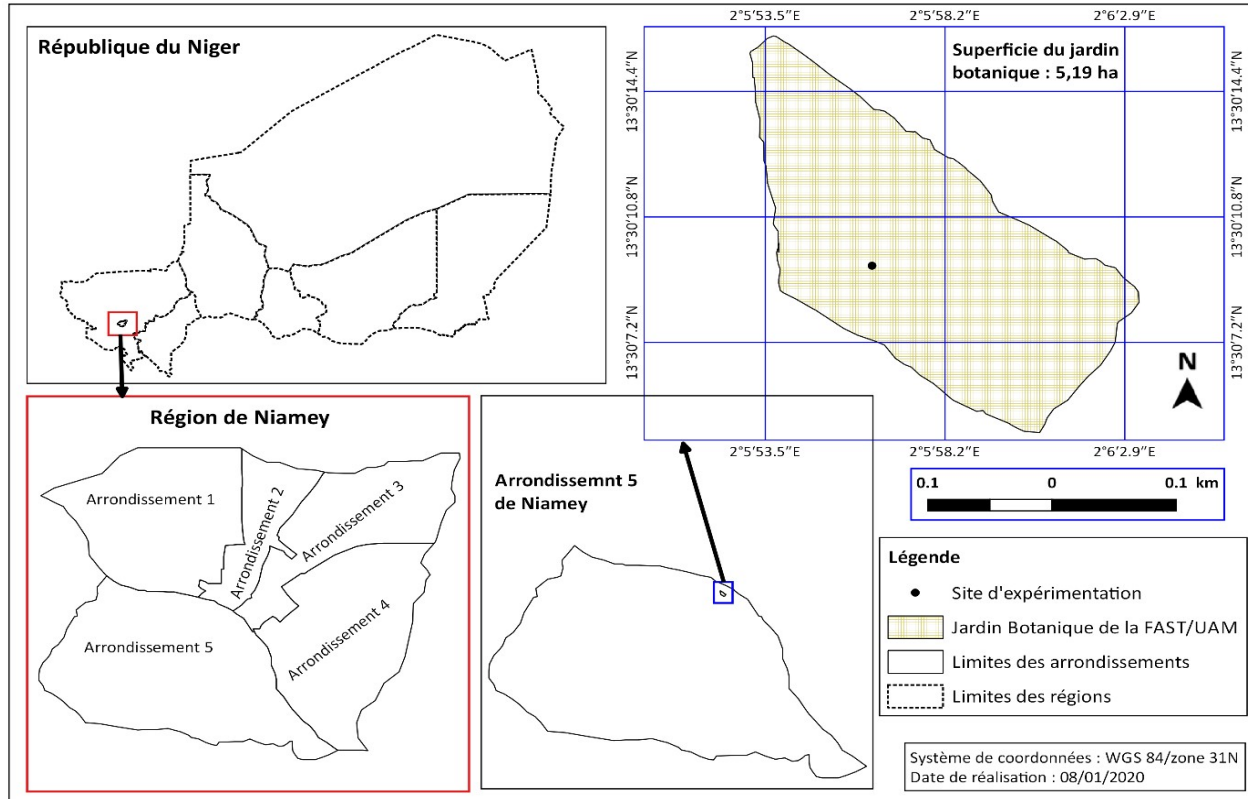 République du Niger
2°5′53.5″E
2°5′58.2″E
2°6′2.9″E
Superficie du jardin
botanique : 5,19 ha
13°30′14.4″N
13°30′14.4″N
13°30′10.8″N
13°30′10.8″N
13°30′7.2″N
13°30′7.2″N
N
2°5′53.5″E
2°5′58.2″E
2°6′2.9″E
Région de Niamey
Arrondissement 1
Arrondissement 2
Arrondissement 3
Arrondissement 4
Arrondissement 5
Arrondissemnt 5
de Niamey
0.1 0 0.1 km
Légende
Site d'expérimentation
Jardin Botanique de la FAST/UAM
Limites des arrondissements
Limites des régions
Système de coordonnées : WGS 84/zone 31N
Date de réalisation : 08/01/2020